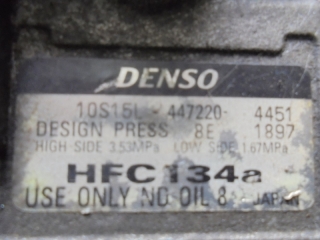 DENSO
10S15L 447220- 4451
DESIGN PRESS 8E 1897
HIGH SIDE 3.53MPa LOW SIDE 1.67MPa
HFC134a
USE ONLY ND OIL 8 JAPAN